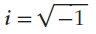 i = √−1